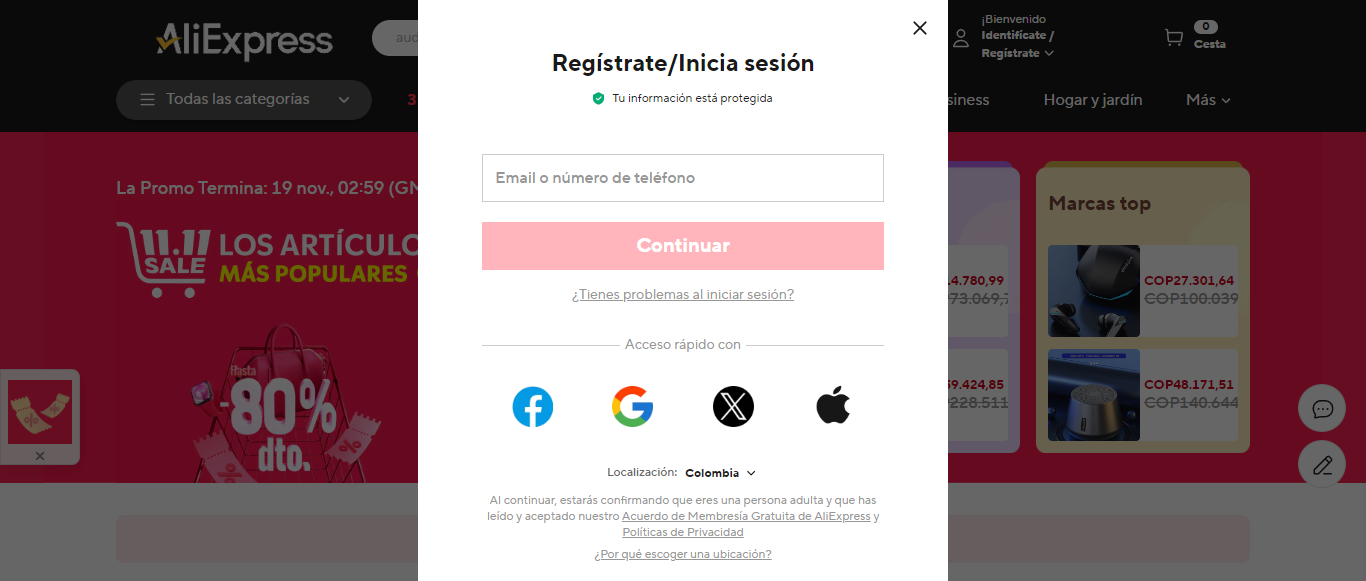 AliExpress
aud
¡Bienvenido
Identifícate /
Regístrate
0
Cesta
Todas las categorías
3
siness
Hogar y jardín
Más
Regístrate/Inicia sesión
Tu información está protegida
Email o número de teléfono
Continuar
¿Tienes problemas al iniciar sesión?
Acceso rápido con
Localización: Colombia
Al continuar, estarás confirmando que eres una persona adulta y que has
leído y aceptado nuestro Acuerdo de Membresía Gratuita de AliExpress y
Políticas de Privacidad
¿Por qué escoger una ubicación?
La Promo Termina: 19 nov., 02:59 (GM
11.11
SALE
LOS ARTÍCULO
MÁS POPULARES
Hasta
-80%
dto.
4.780,99
73.069,7
59.424,85
228.511
Marcas top
COP27.301,64
COP100.039
COP48.171,51
COP140.644